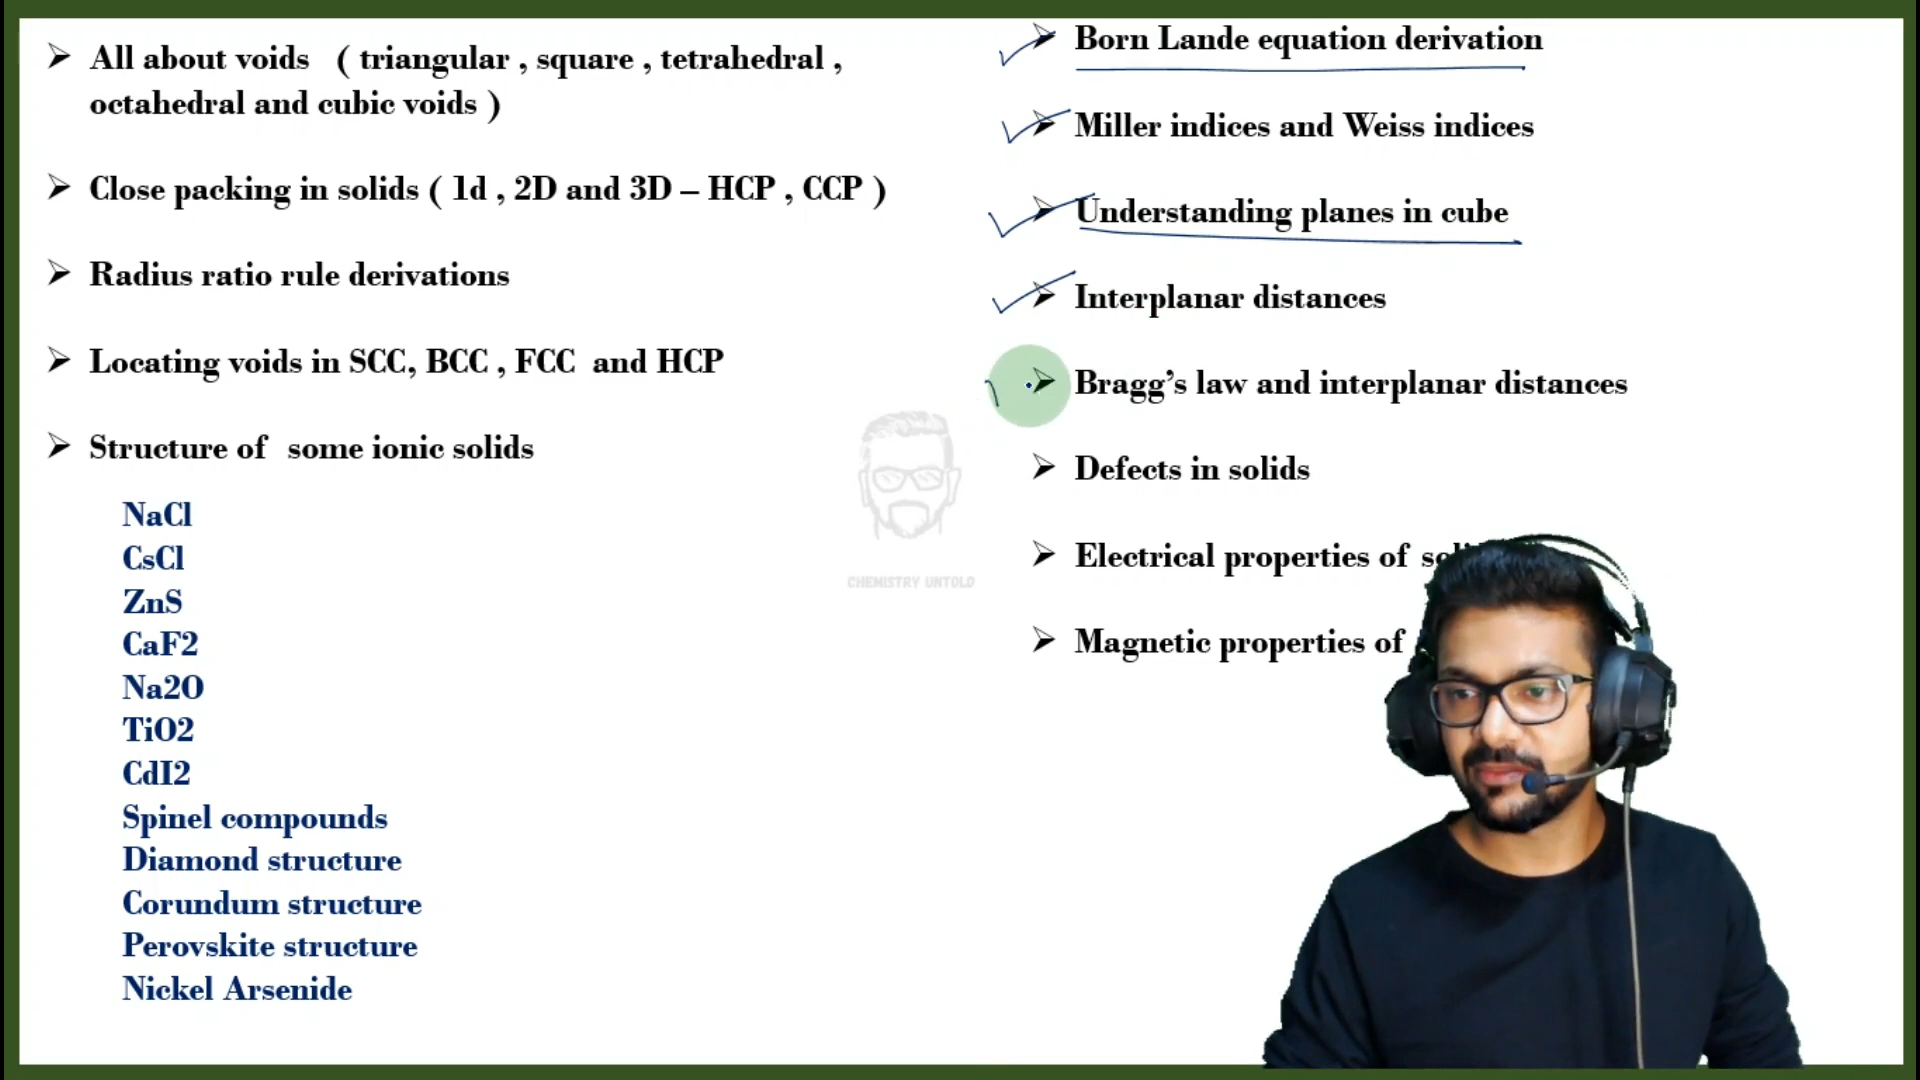 All about voids ( triangular , square , tetrahedral ,
octahedral and cubic voids )
Close packing in solids ( 1d , 2D and 3D – HCP , CCP )
Radius ratio rule derivations
Locating voids in SCC, BCC , FCC and HCP
Structure of some ionic solids
NaCl
CsCl
ZnS
CaF2
Na2O
TiO2
CdI2
Spinel compounds
Diamond structure
Corundum structure
Perovskite structure
Nickel Arsenide
CHEMISTRY UNTOLD
Born Lande equation derivation
Miller indices and Weiss indices
Understanding planes in cube
Interplanar distances
Bragg’s law and interplanar distances
Defects in solids
Electrical properties of
Magnetic properties of